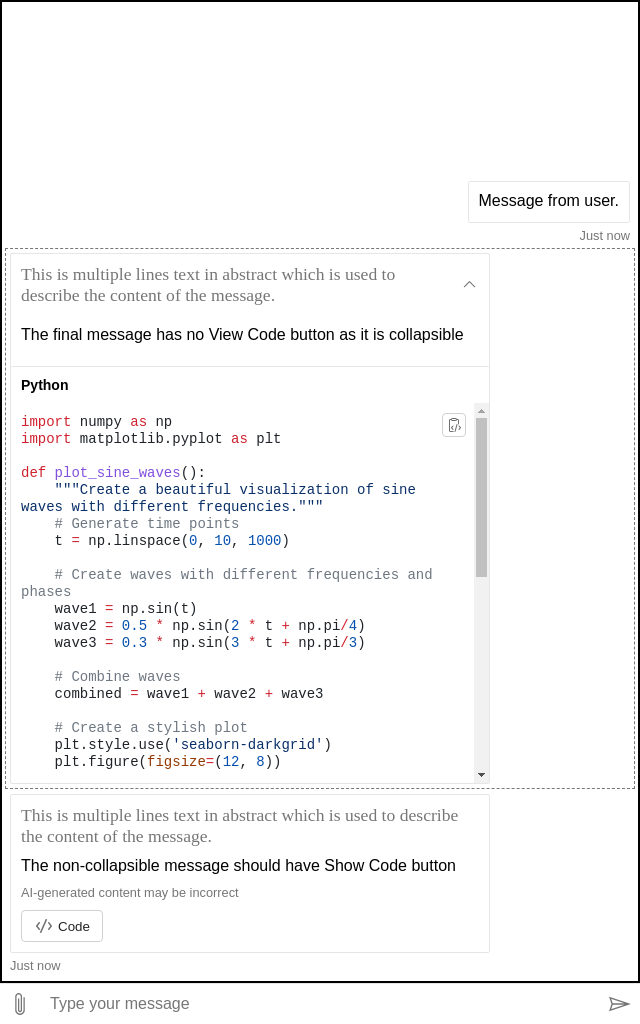 Message from user.
Just now
This is multiple lines text in abstract which is used to
describe the content of the message.
The final message has no View Code button as it is collapsible
Python
import numpy as np
import matplotlib.pyplot as plt
def plot_sine_waves():
    """Create a beautiful visualization of sine
waves with different frequencies."""
    # Generate time points
    t = np.linspace(0, 10, 1000)
    # Create waves with different frequencies and
phases
    wave1 = np.sin(t)
    wave2 = 0.5 * np.sin(2 * t + np.pi/4)
    wave3 = 0.3 * np.sin(3 * t + np.pi/3)
    # Combine waves
    combined = wave1 + wave2 + wave3
    # Create a stylish plot
    plt.style.use('seaborn-darkgrid')
    plt.figure(figsize=(12, 8))
This is multiple lines text in abstract which is used to describe
the content of the message.
The non-collapsible message should have Show Code button
AI-generated content may be incorrect
Code
Just now
Type your message